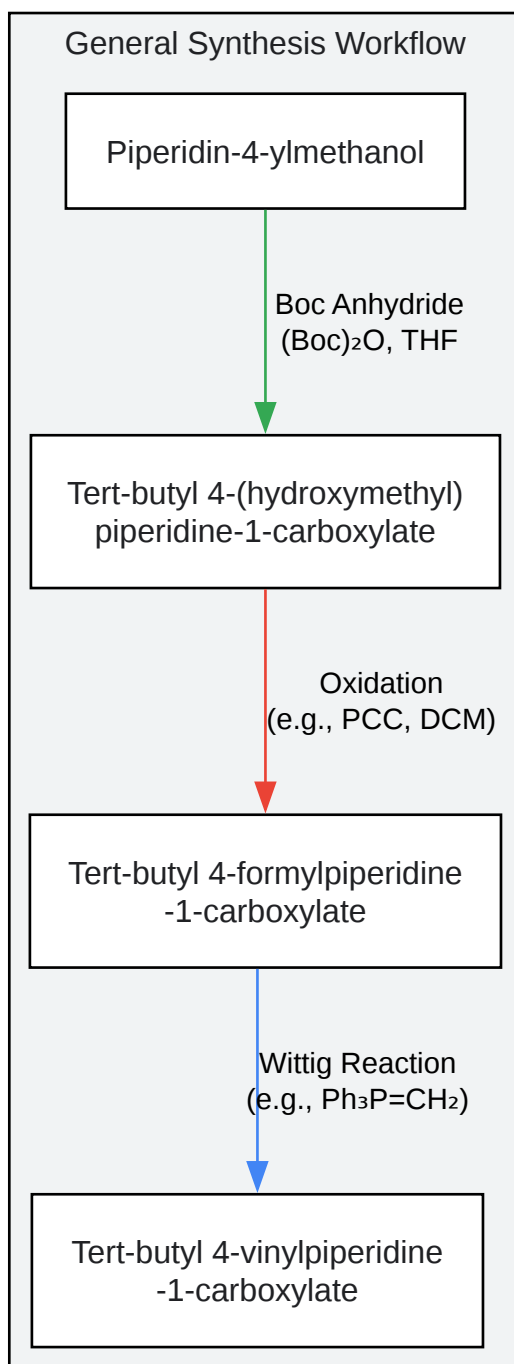 General Synthesis Workflow
Piperidin-4-ylmethanol
Boc Anhydride
(Boc)₂O, THF
Tert-butyl 4-(hydroxymethyl)
piperidine-1-carboxylate
Oxidation
(e.g., PCC, DCM)
Tert-butyl 4-formylpiperidine
-1-carboxylate
Wittig Reaction
(e.g., Ph₃P=CH₂)
Tert-butyl 4-vinylpiperidine
-1-carboxylate